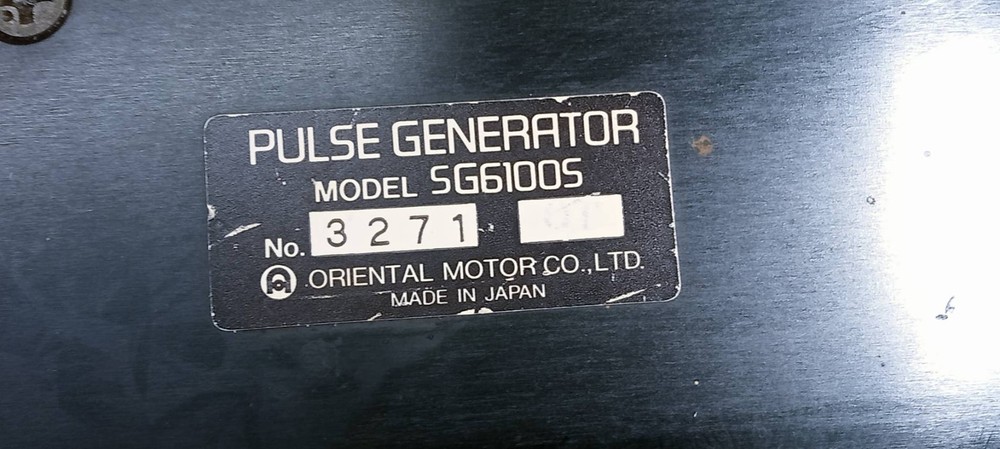 PULSE GENERATOR
MODEL SG6100S
No. 3271
ORIENTAL MOTOR CO.,LTD.
MADE IN JAPAN